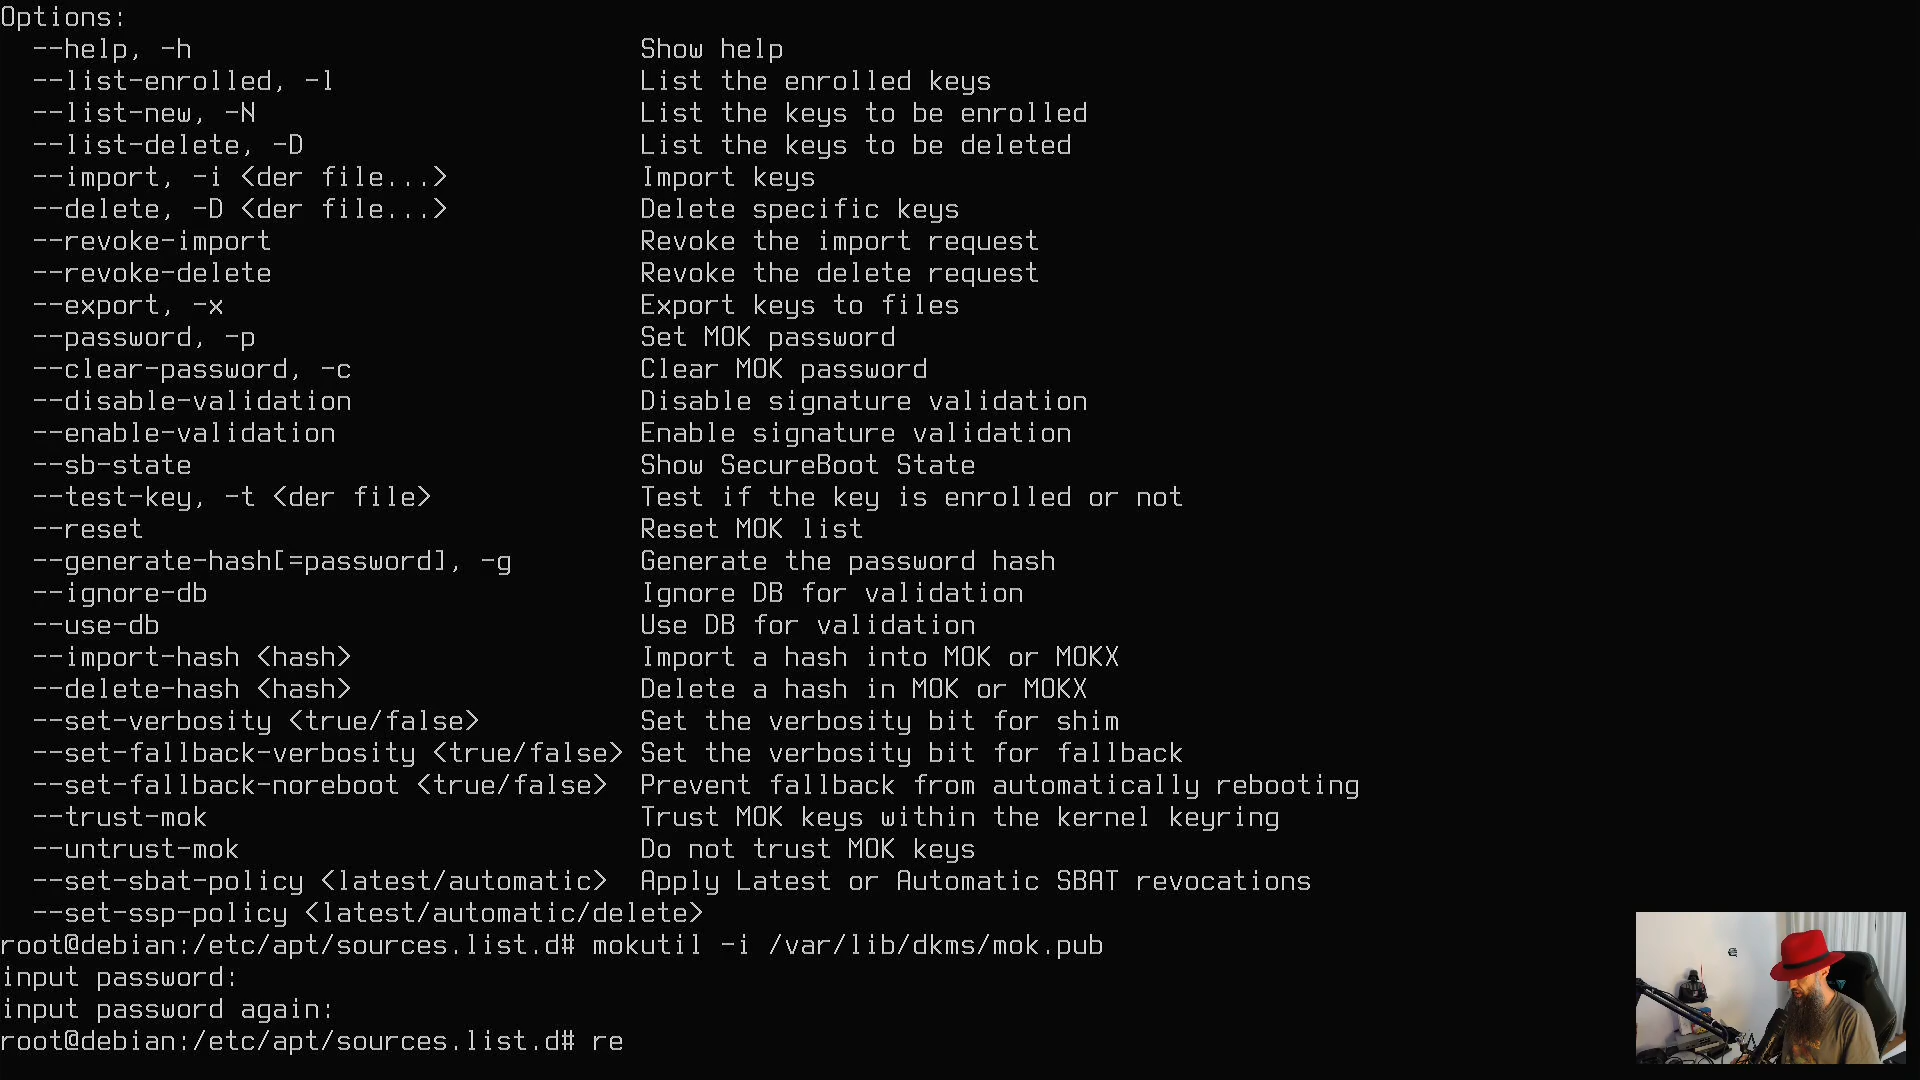 Options:
--help, -h Show help
--list-enrolled, -l List the enrolled keys
--list-new, -N List the keys to be enrolled
--list-delete, -D List the keys to be deleted
--import, -i <der file...> Import keys
--delete, -D <der file...> Delete specific keys
--revoke-import Revoke the import request
--revoke-delete Revoke the delete request
--export, -x Export keys to files
--password, -p Set MOK password
--clear-password, -c Clear MOK password
--disable-validation Disable signature validation
--enable-validation Enable signature validation
--sb-state Show SecureBoot State
--test-key, -t <der file> Test if the key is enrolled or not
--reset Reset MOK list
--generate-hash[=password], -g Generate the password hash
--ignore-db Ignore DB for validation
--use-db Use DB for validation
--import-hash <hash> Import a hash into MOK or MOKX
--delete-hash <hash> Delete a hash in MOK or MOKX
--set-verbosity <true/false> Set the verbosity bit for shim
--set-fallback-verbosity <true/false> Set the verbosity bit for fallback
--set-fallback-noreboot <true/false> Prevent fallback from automatically rebooting
--trust-mok Trust MOK keys within the kernel keyring
--untrust-mok Do not trust MOK keys
--set-sbat-policy <latest/automatic> Apply Latest or Automatic SBAT revocations
--set-ssp-policy <latest/automatic/delete>
root@debian:/etc/apt/sources.list.d# mokutil -i /var/lib/dkms/mok.pub
input password:
input password again:
root@debian:/etc/apt/sources.list.d# re